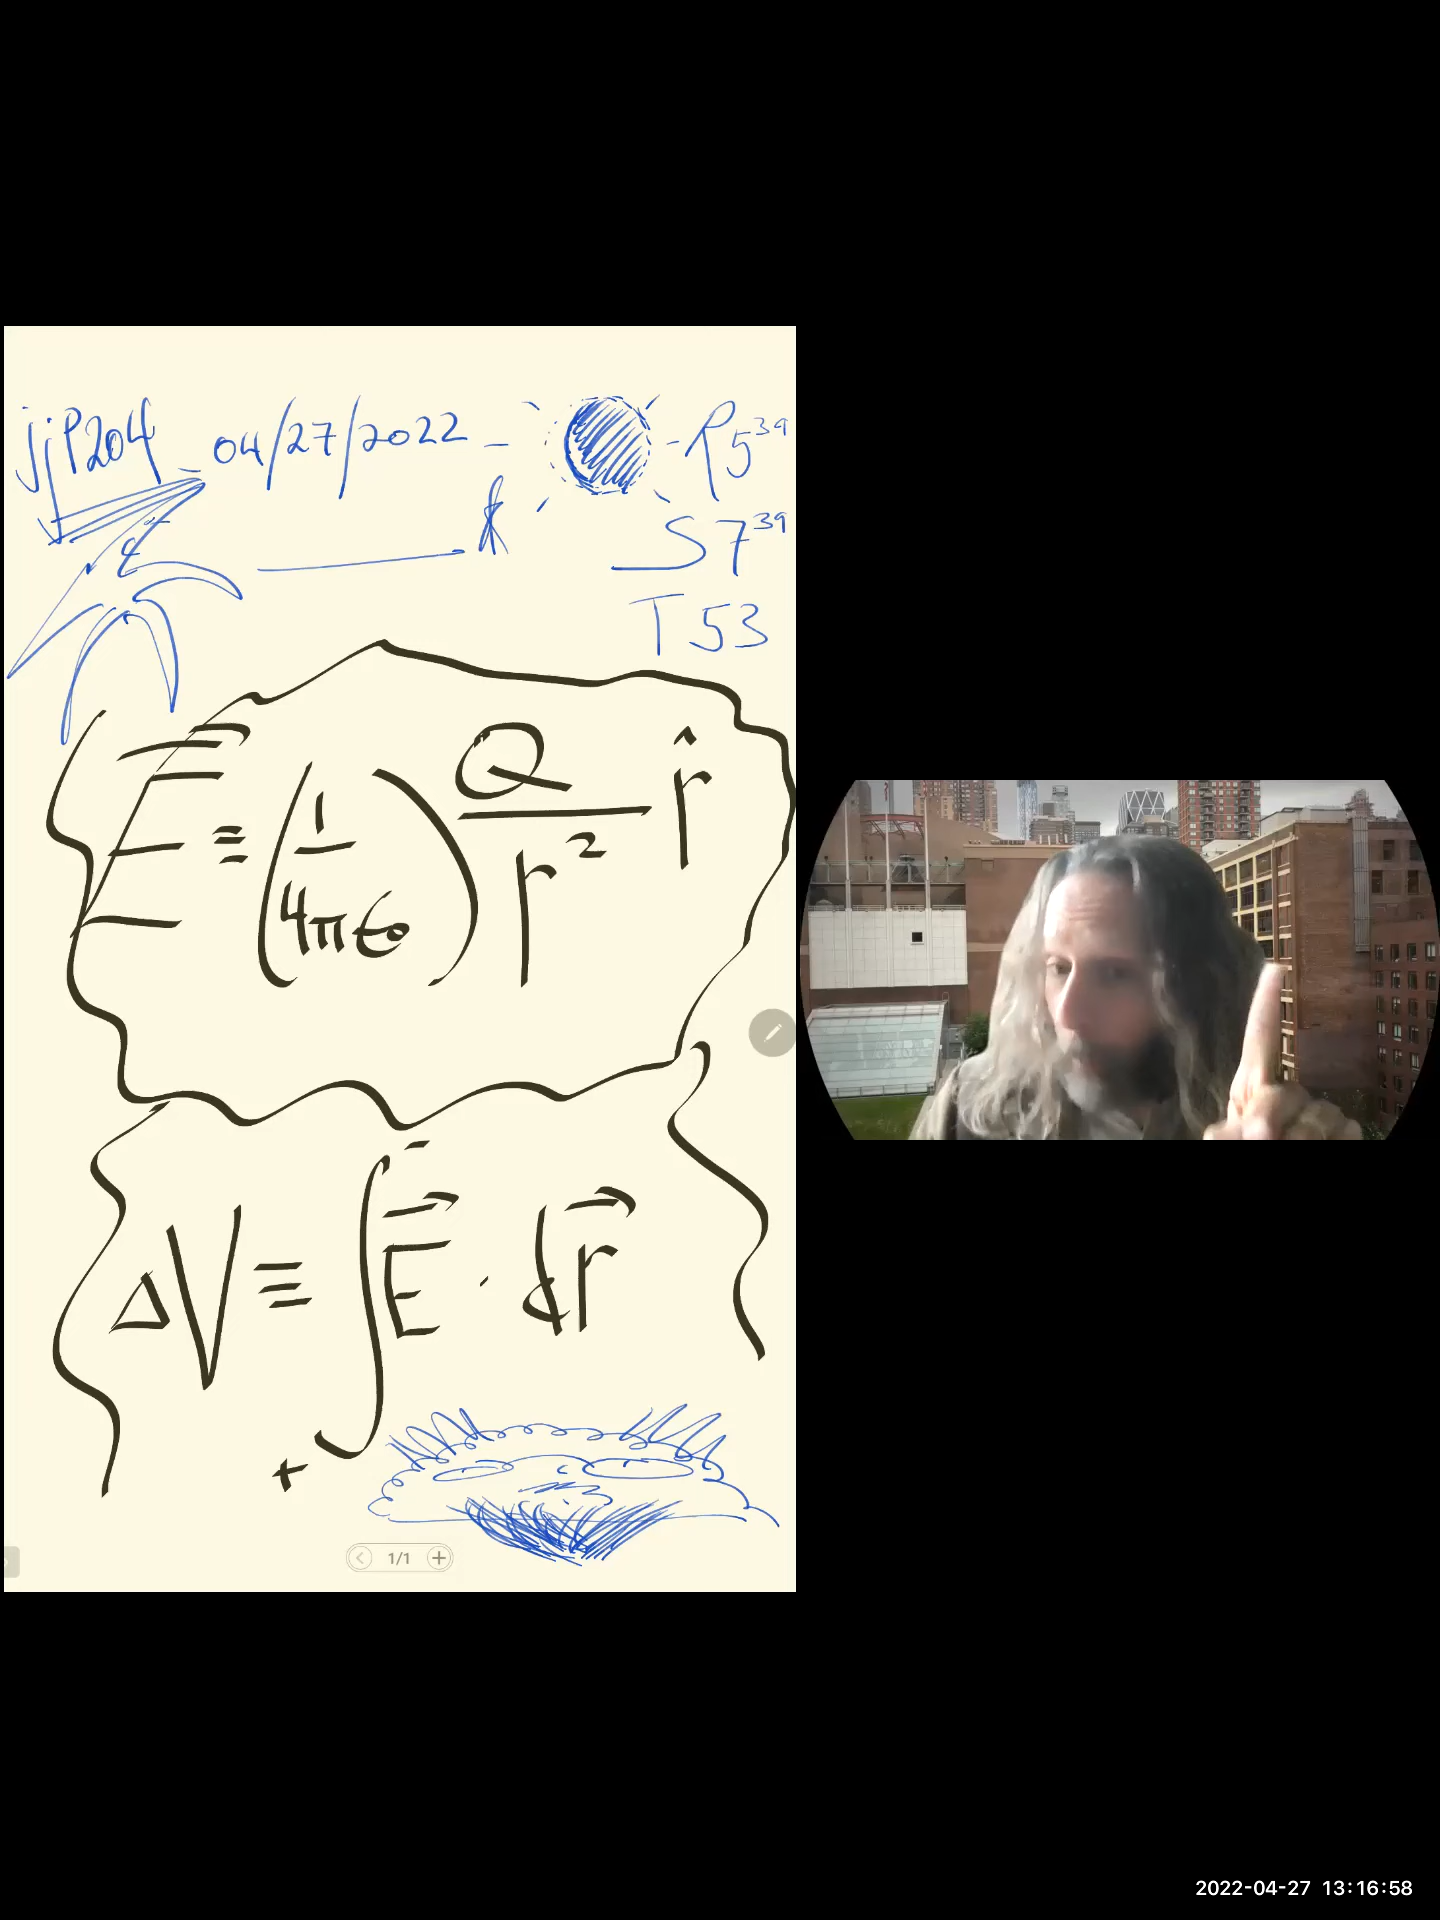 jjP204 - 04/27/2022 - R5³⁹
S7³⁹
T53
E⃗ = (1/4πε₀) Q/r² r̂
ΔV ≡ ∫₊⁻ E⃗ · dr⃗
1/1
2022-04-27 13:16:58